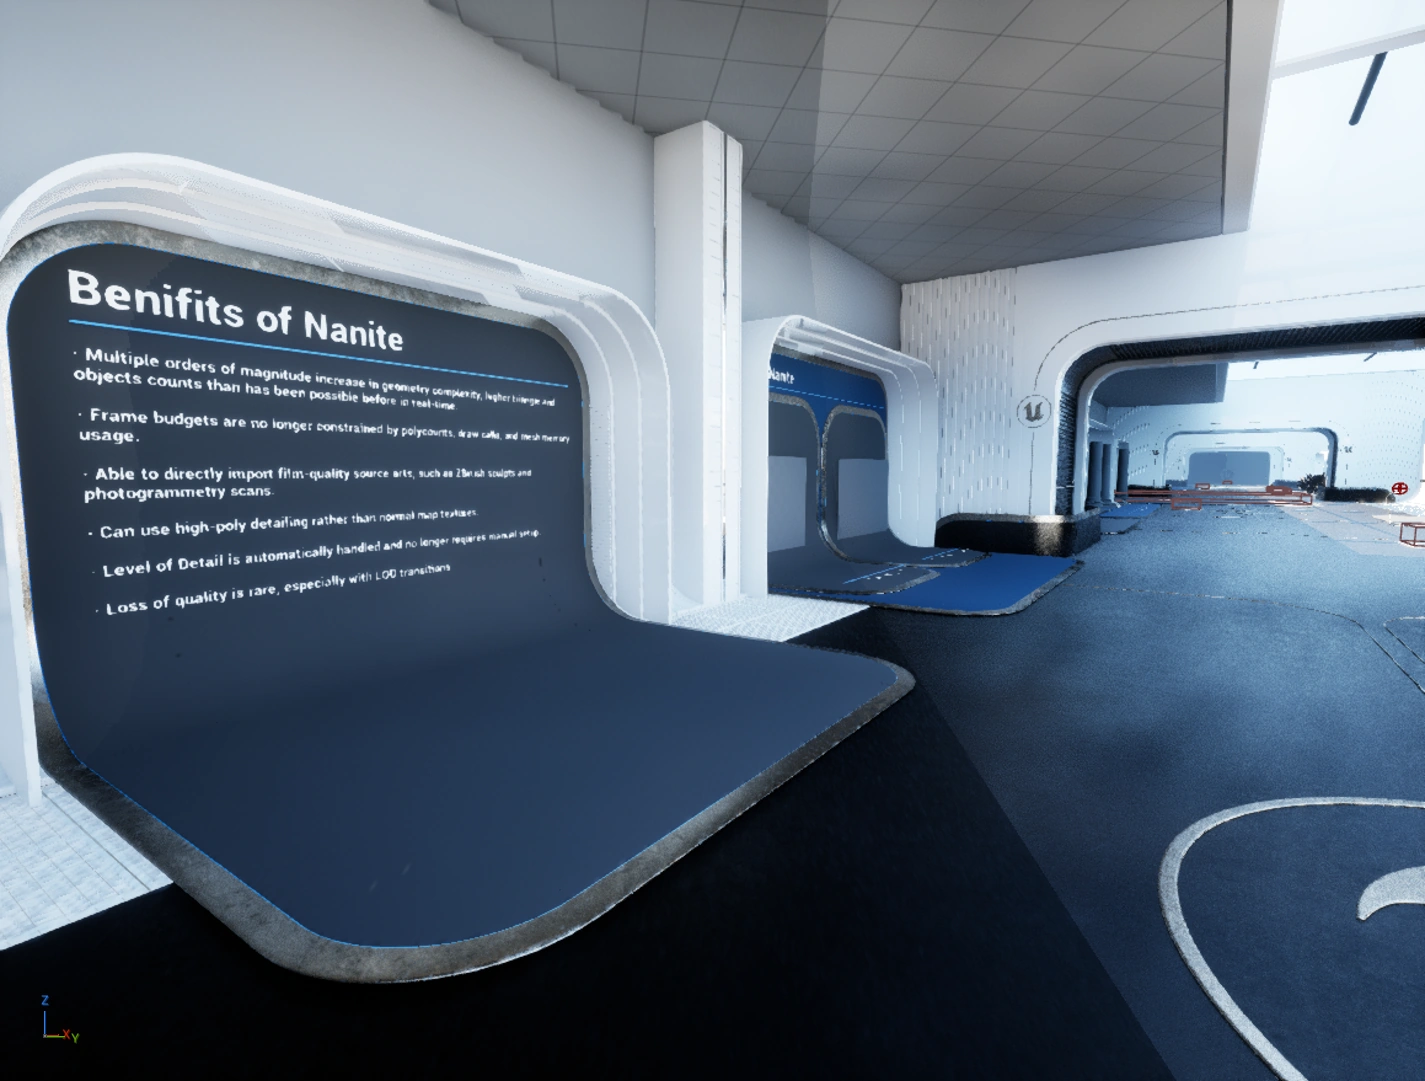 Benifits of Nanite
· Multiple orders of magnitude increase in geometry complexity, higher triangle and
objects counts than has been possible before in real-time.
· Frame budgets are no longer constrained by polycounts, draw calls, and mesh memory
usage.
· Able to directly import film-quality source arts, such as ZBrush sculpts and
photogrammetry scans.
· Can use high-poly detailing rather than normal map textures.
· Level of Detail is automatically handled and no longer requires manual setup.
· Loss of quality is rare, especially with LOD transitions
Nanite
Z
X
Y